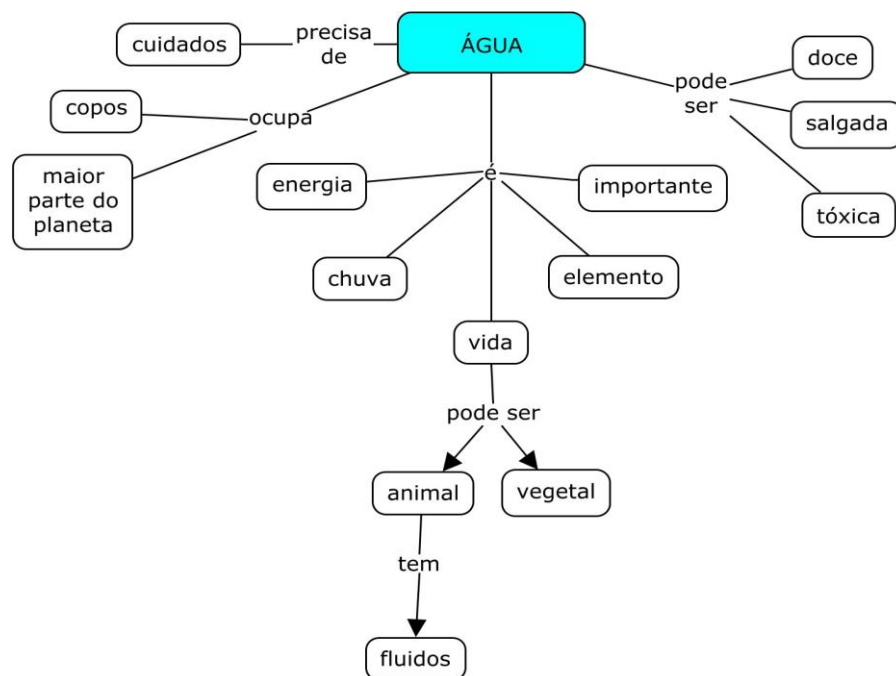 ÁGUA
cuidados
precisa
de
pode
ser
doce
salgada
tóxica
copos
ocupa
maior
parte do
planeta
energia
é
importante
chuva
elemento
vida
pode ser
animal
vegetal
tem
fluidos